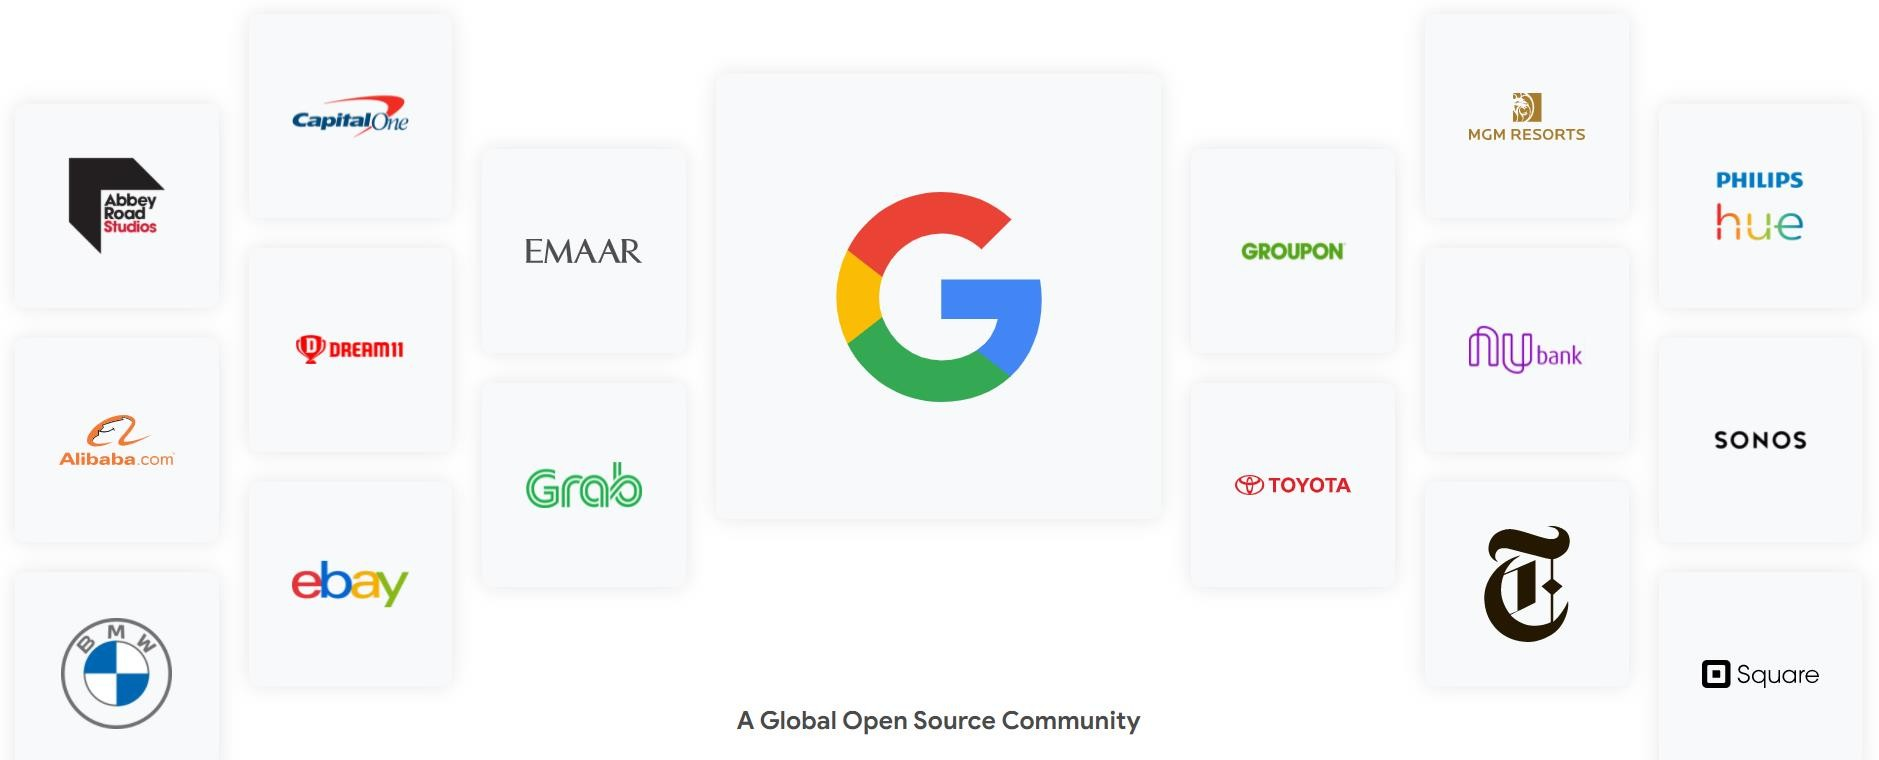 Abbey
Road
Studios
Alibaba.com
BMW
CapitalOne
D DREAM11
ebay
EMAAR
Grab
G
GROUPON
TOYOTA
MGM RESORTS
nu bank
T
PHILIPS
hue
SONOS
Square
A Global Open Source Community